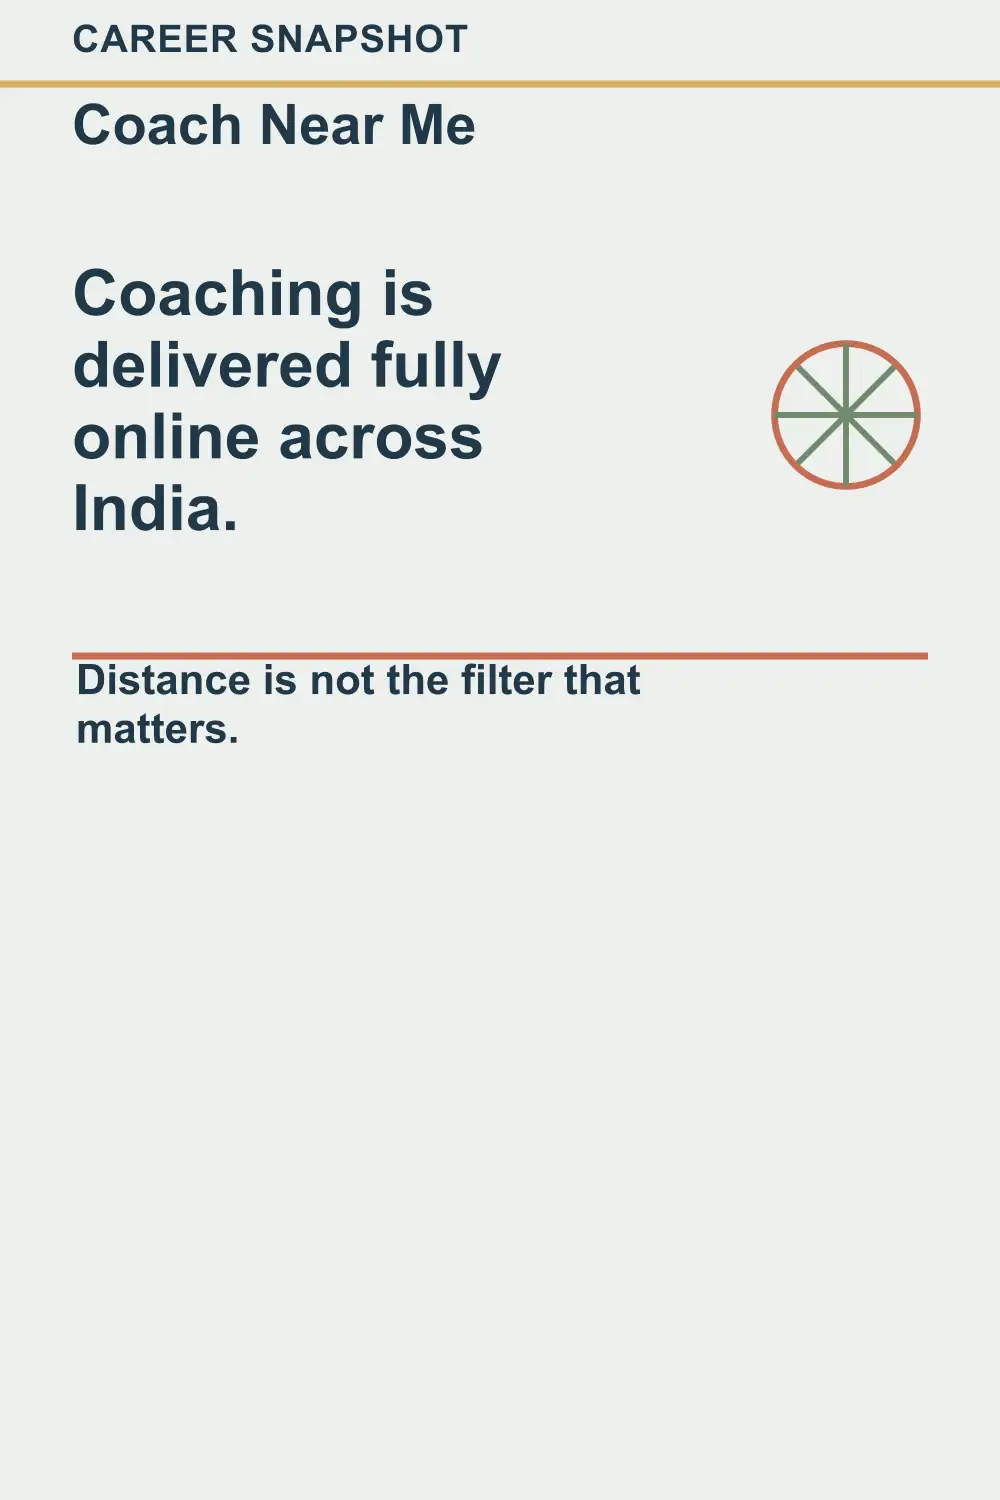 CAREER SNAPSHOT
Coach Near Me
Coaching is
delivered fully
online across
India.
Distance is not the filter that
matters.